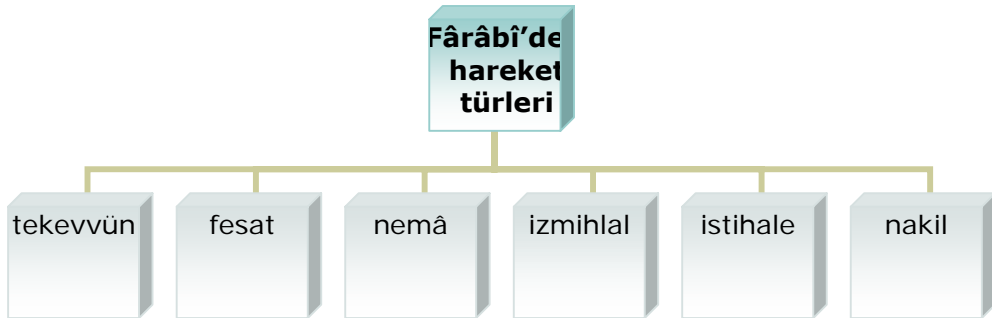 Fârâbî’de
hareket
türleri
tekevvün
fesat
nemâ
izmihlal
istihale
nakil